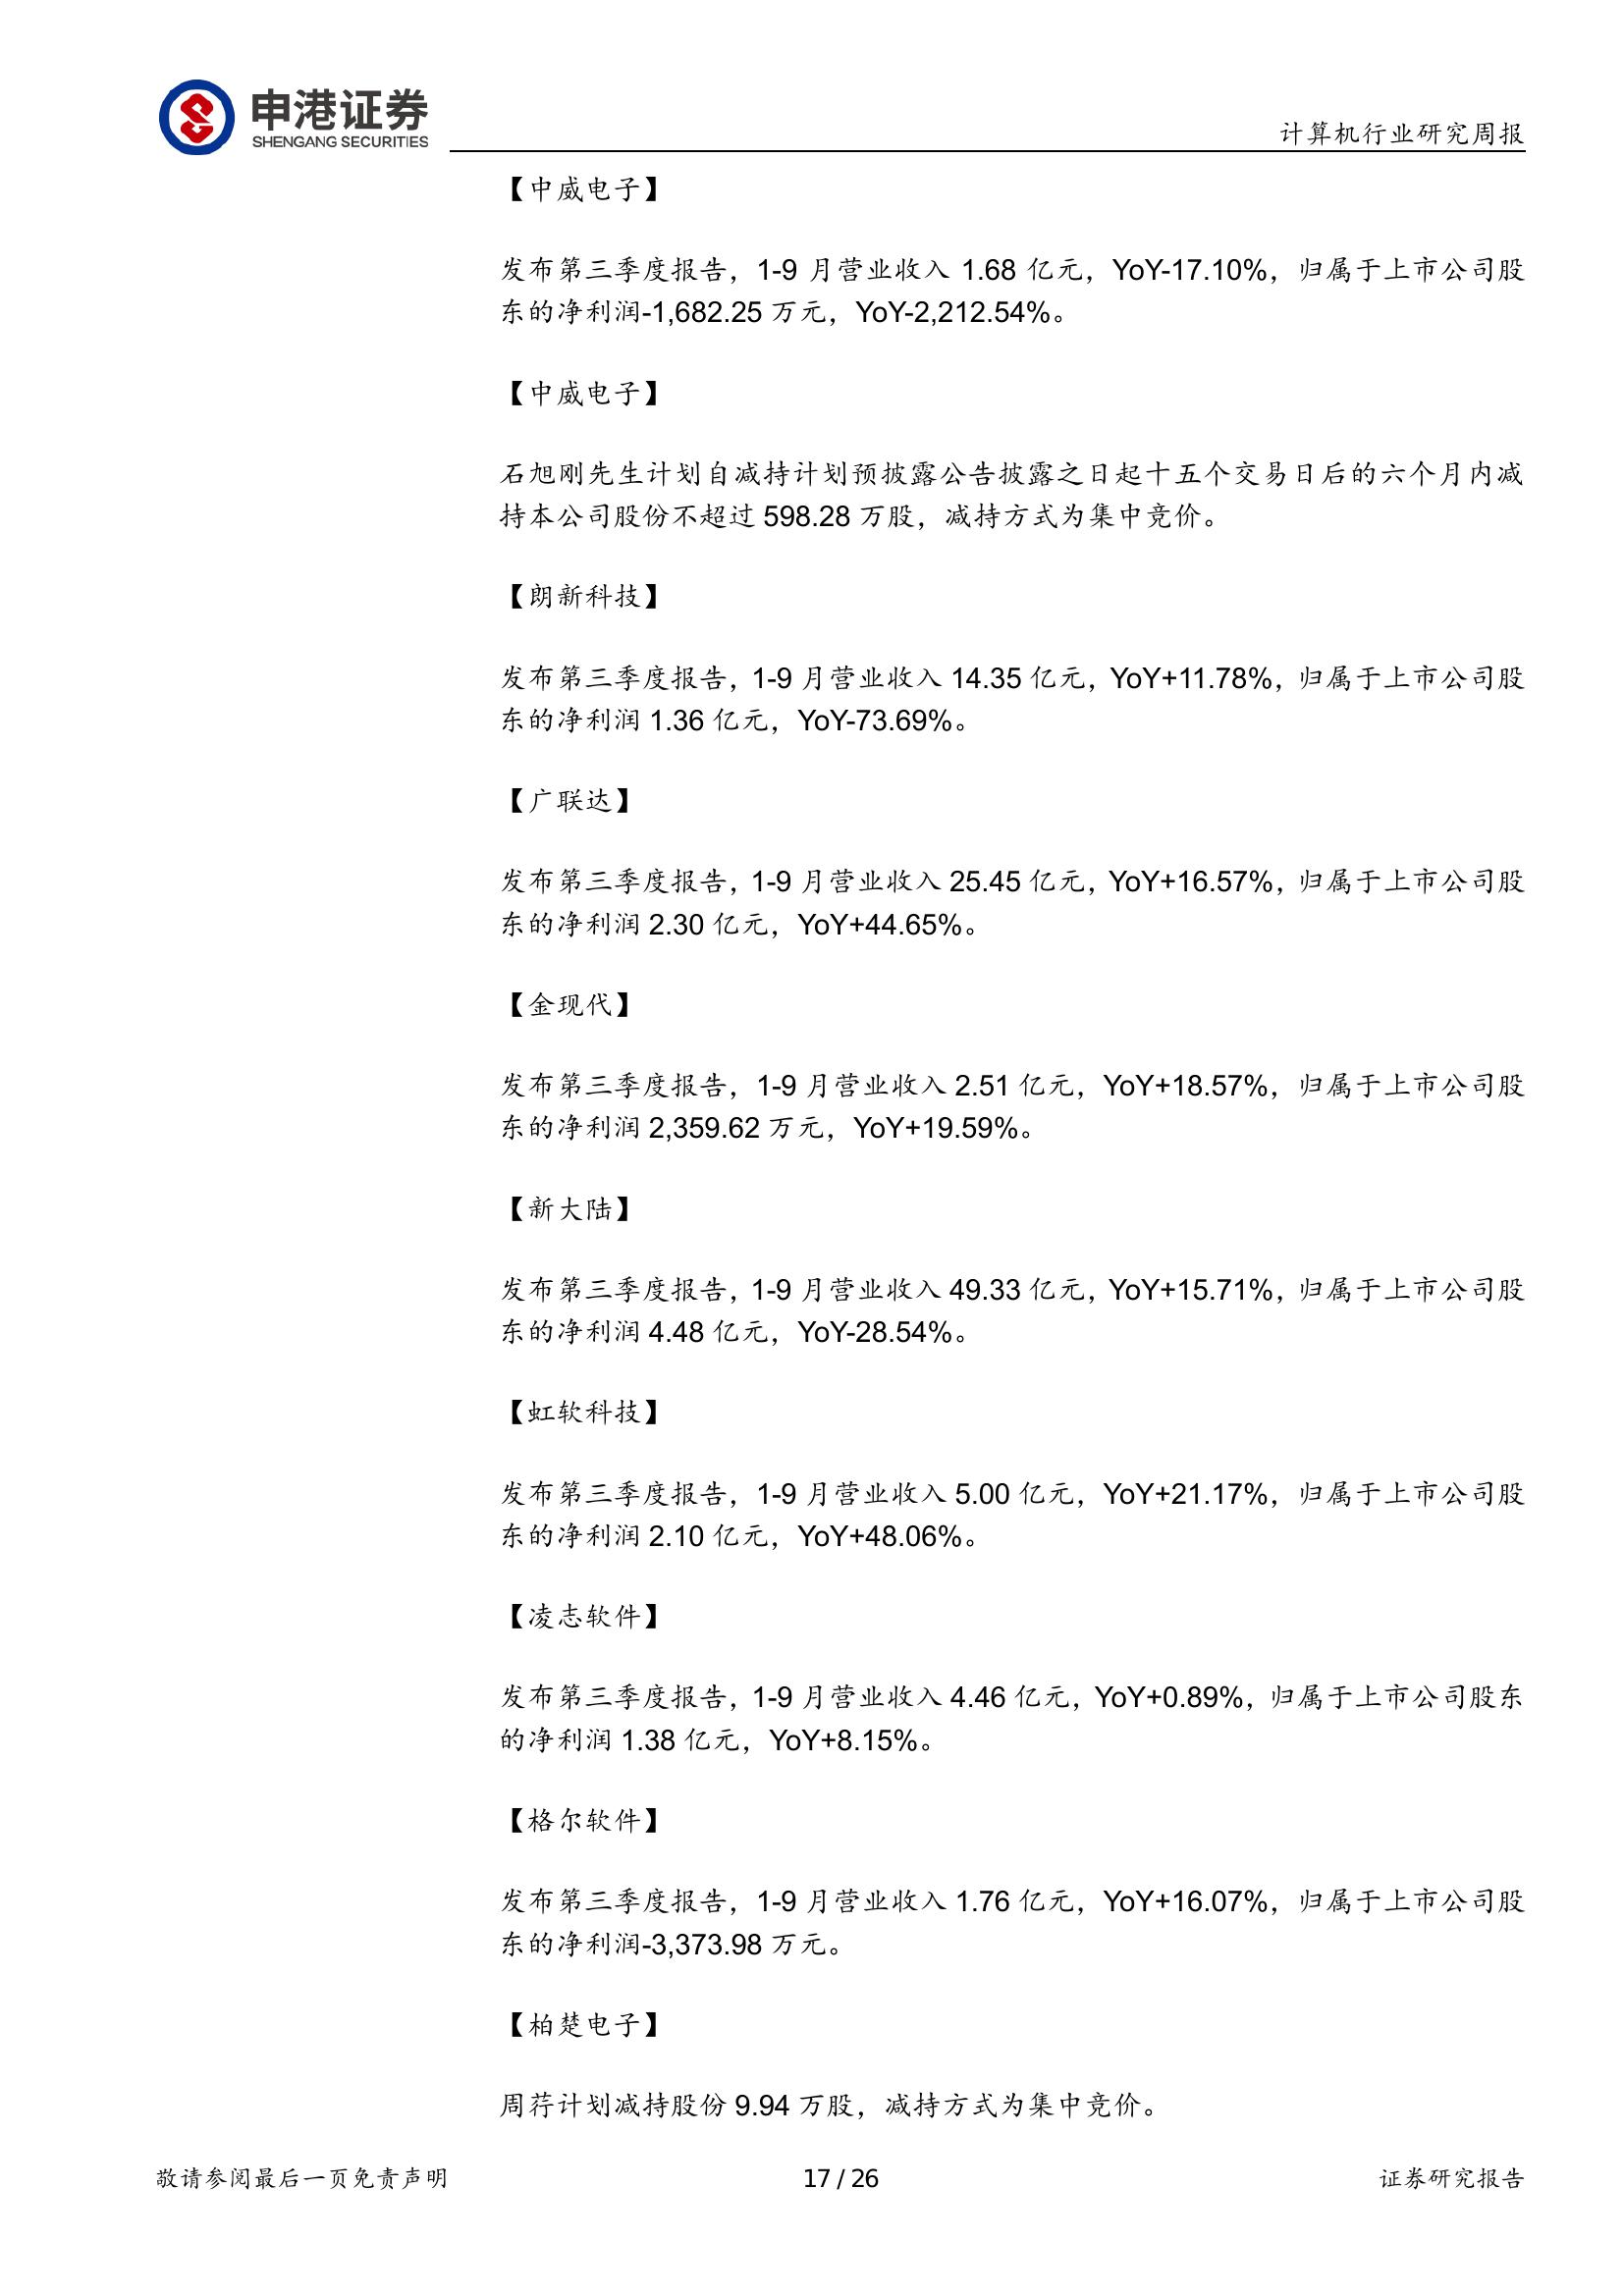 申港证券
SHENGANG SECURITIES
计算机行业研究周报
【中威电子】
发布第三季度报告，1-9 月营业收入 1.68 亿元，YoY-17.10%，归属于上市公司股
东的净利润-1,682.25 万元，YoY-2,212.54%。
【中威电子】
石旭刚先生计划自减持计划预披露公告披露之日起十五个交易日后的六个月内减
持本公司股份不超过 598.28 万股，减持方式为集中竞价。
【朗新科技】
发布第三季度报告，1-9 月营业收入 14.35 亿元，YoY+11.78%，归属于上市公司股
东的净利润 1.36 亿元，YoY-73.69%。
【广联达】
发布第三季度报告，1-9 月营业收入 25.45 亿元，YoY+16.57%，归属于上市公司股
东的净利润 2.30 亿元，YoY+44.65%。
【金现代】
发布第三季度报告，1-9 月营业收入 2.51 亿元，YoY+18.57%，归属于上市公司股
东的净利润 2,359.62 万元，YoY+19.59%。
【新大陆】
发布第三季度报告，1-9 月营业收入 49.33 亿元，YoY+15.71%，归属于上市公司股
东的净利润 4.48 亿元，YoY-28.54%。
【虹软科技】
发布第三季度报告，1-9 月营业收入 5.00 亿元，YoY+21.17%，归属于上市公司股
东的净利润 2.10 亿元，YoY+48.06%。
【凌志软件】
发布第三季度报告，1-9 月营业收入 4.46 亿元，YoY+0.89%，归属于上市公司股东
的净利润 1.38 亿元，YoY+8.15%。
【格尔软件】
发布第三季度报告，1-9 月营业收入 1.76 亿元，YoY+16.07%，归属于上市公司股
东的净利润-3,373.98 万元。
【柏楚电子】
周荇计划减持股份 9.94 万股，减持方式为集中竞价。
敬请参阅最后一页免责声明
17 / 26
证券研究报告